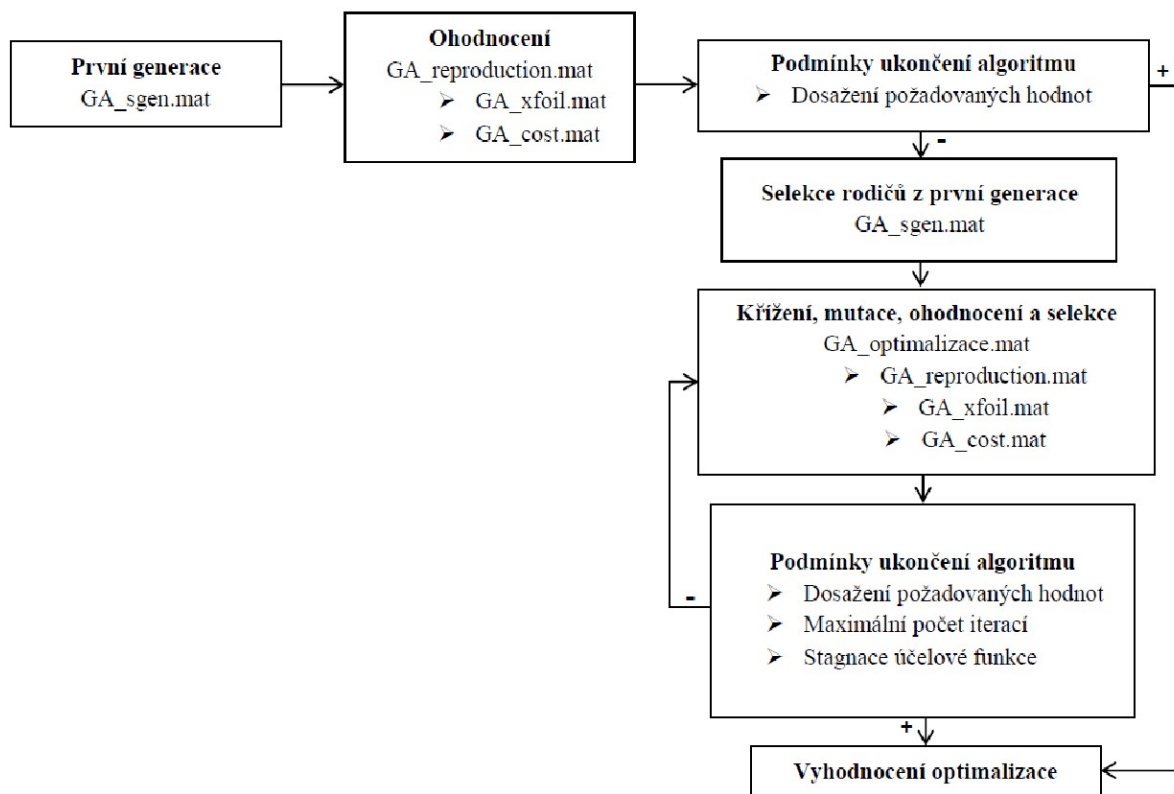 První generace
GA_sgen.mat
Ohodnocení
GA_reproduction.mat
➢ GA_xfoil.mat
➢ GA_cost.mat
Podmínky ukončení algoritmu
➢ Dosažení požadovaných hodnot
+
-
Selekce rodičů z první generace
GA_sgen.mat
Křížení, mutace, ohodnocení a selekce
GA_optimalizace.mat
➢ GA_reproduction.mat
➢ GA_xfoil.mat
➢ GA_cost.mat
Podmínky ukončení algoritmu
➢ Dosažení požadovaných hodnot
➢ Maximální počet iterací
➢ Stagnace účelové funkce
-
+
Vyhodnocení optimalizace